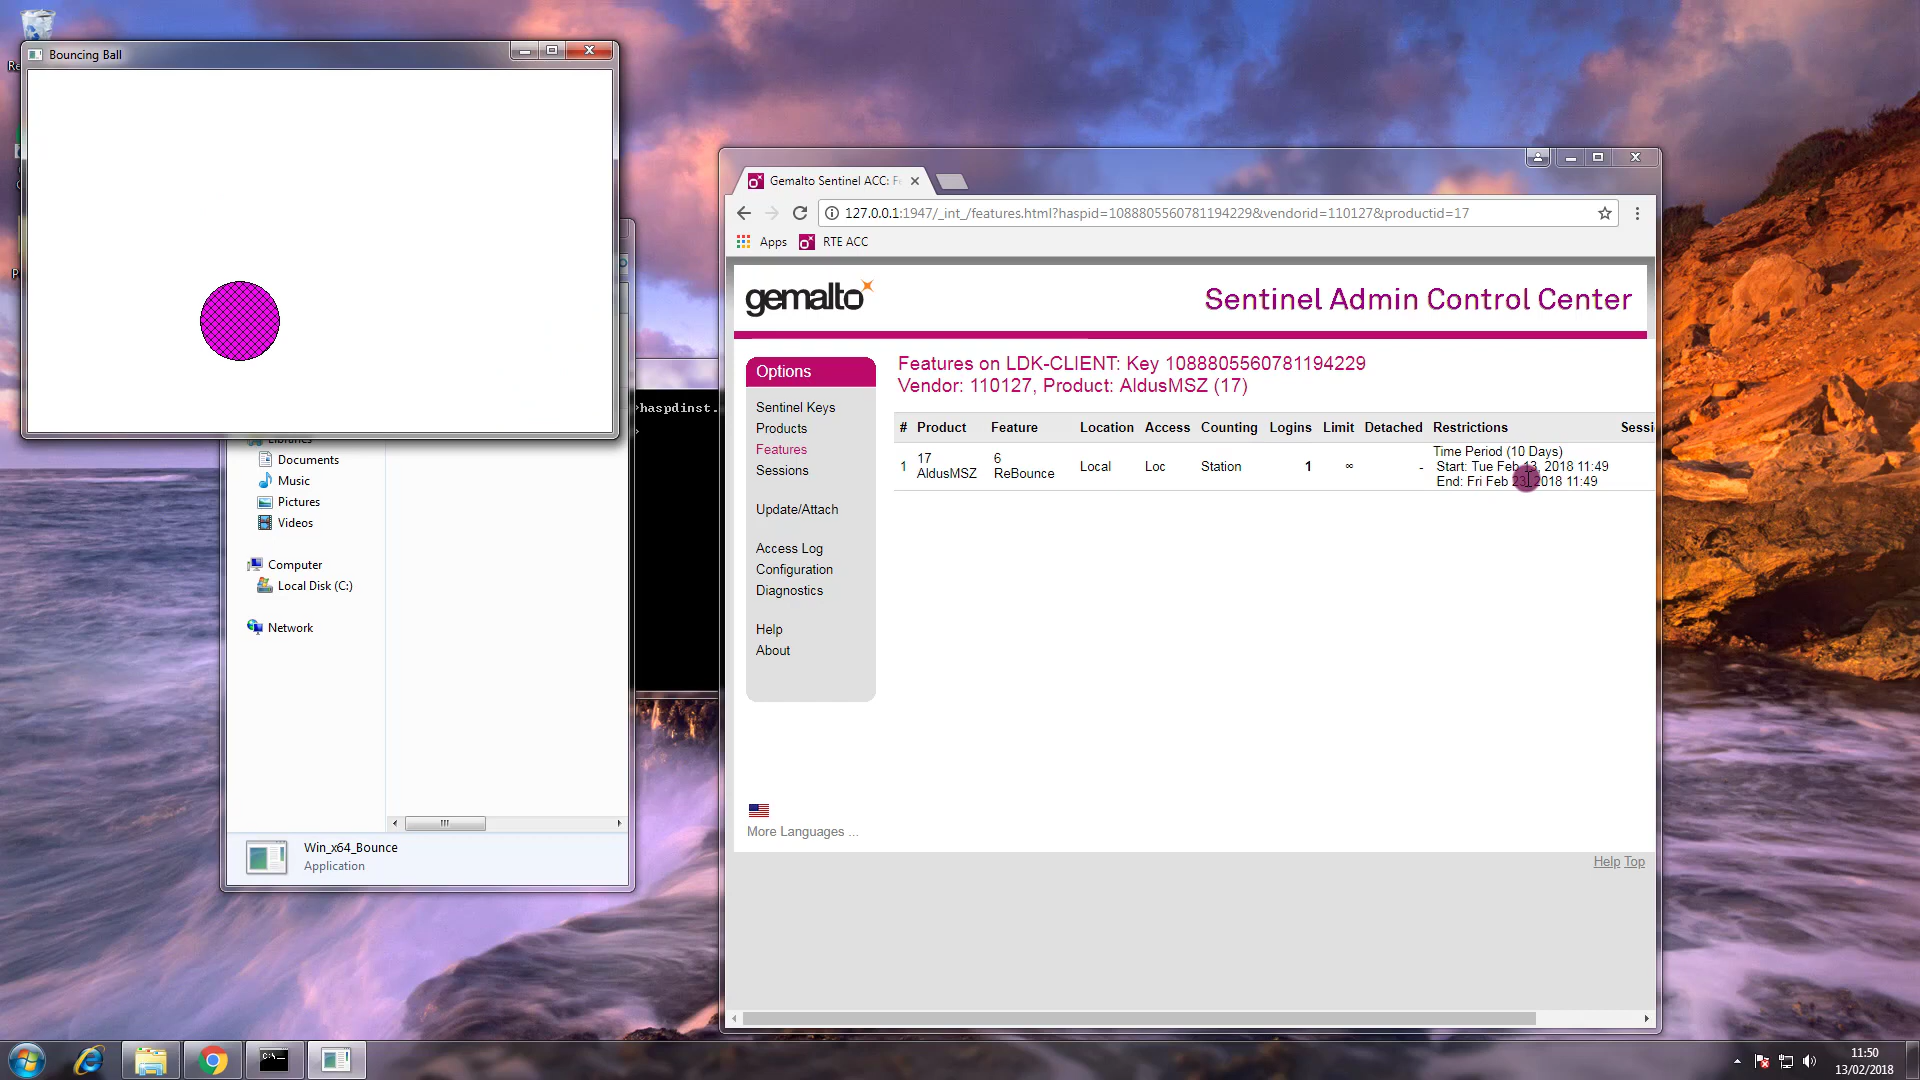 Bouncing Ball
Gemalto Sentinel ACC: F
127.0.0.1:1947/_int_/features.html?haspid=1088805560781194229&vendorid=110127&productid=17
Apps
RTE ACC
gemalto
Sentinel Admin Control Center
Options
Sentinel Keys
Products
Features
Sessions
Update/Attach
Access Log
Configuration
Diagnostics
Help
About
More Languages ...
Features on LDK-CLIENT: Key 1088805560781194229
Vendor: 110127, Product: AldusMSZ (17)
# Product Feature Location Access Counting Logins Limit Detached Restrictions Sessi
1 17 AldusMSZ 6 ReBounce Local Loc Station 1 ∞ - Time Period (10 Days)
Start: Tue Feb 13, 2018 11:49
End: Fri Feb 23, 2018 11:49
Help Top
>haspdinst.
>
Libraries
Documents
Music
Pictures
Videos
Computer
Local Disk (C:)
Network
Win_x64_Bounce
Application
11:50
13/02/2018